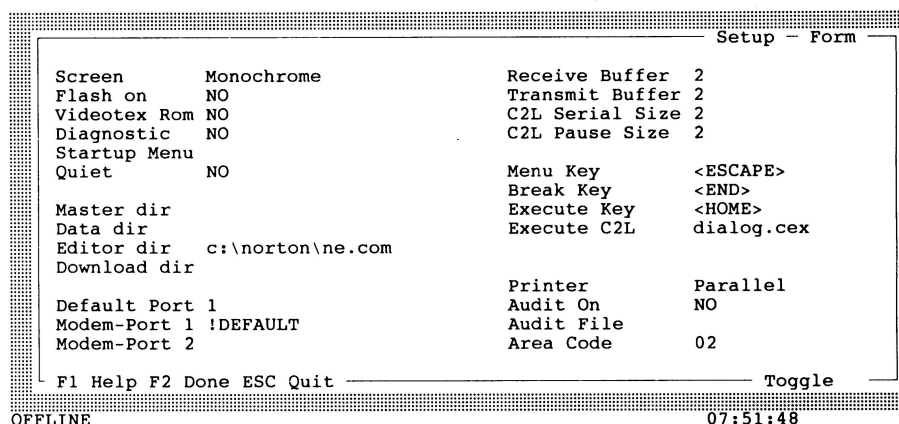 Setup - Form
Screen Monochrome Receive Buffer 2
Flash on NO Transmit Buffer 2
Videotex Rom NO C2L Serial Size 2
Diagnostic NO C2L Pause Size 2
Startup Menu
Quiet NO Menu Key <ESCAPE>
Break Key <END>
Master dir Execute Key <HOME>
Data dir Execute C2L dialog.cex
Editor dir c:\norton\ne.com
Download dir
Printer Parallel
Default Port 1 Audit On NO
Modem-Port 1 !DEFAULT Audit File
Modem-Port 2 Area Code 02
F1 Help F2 Done ESC Quit Toggle
OFFLINE 07:51:48